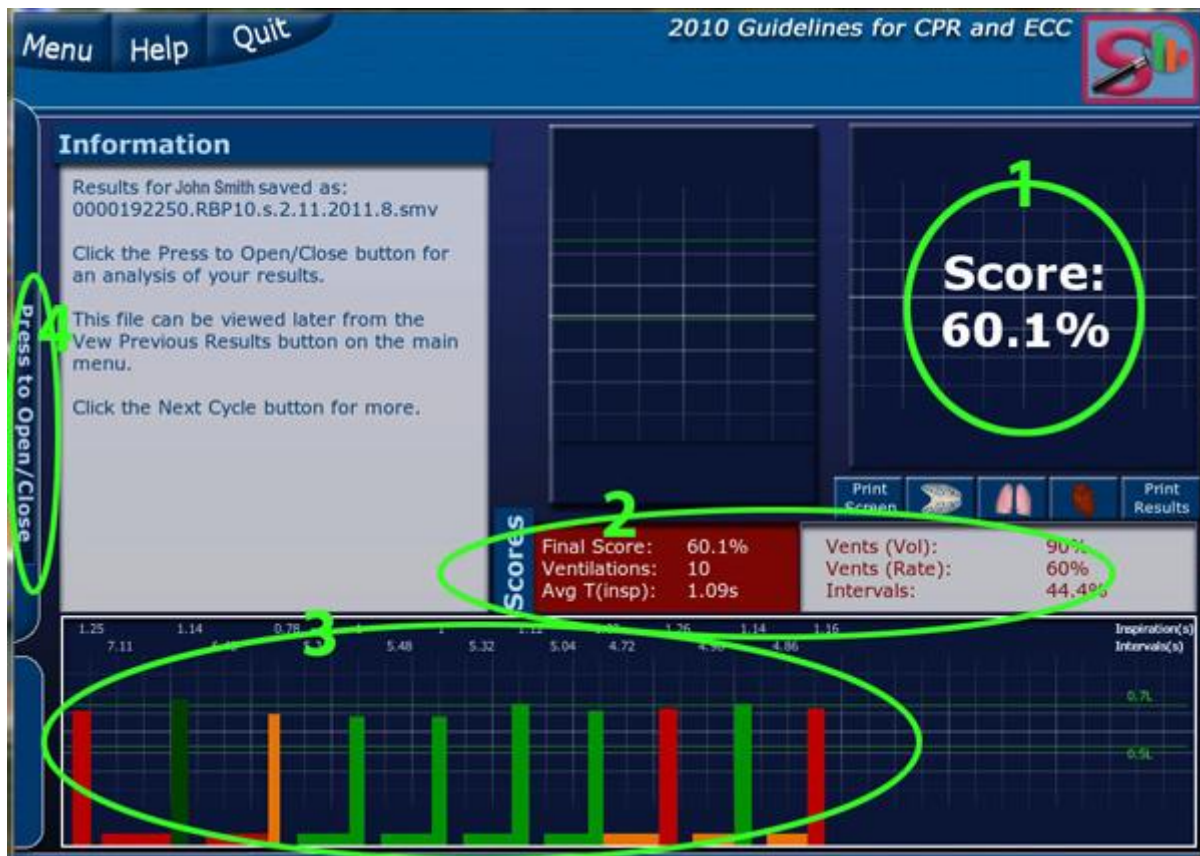 Menu
Help
Quit
2010 Guidelines for CPR and ECC
S
Information
Results for John Smith saved as:
0000192250.RBP10.s.2.11.2011.8.smv
Click the Press to Open/Close button for
an analysis of your results.
This file can be viewed later from the
Vew Previous Results button on the main
menu.
Click the Next Cycle button for more.
1
Score:
60.1%
4
Press to Open/Close
Print
Screen
Print
Results
2
Scores
Final Score: 60.1%
Ventilations: 10
Avg T(insp): 1.09s
Vents (Vol): 90%
Vents (Rate): 60%
Intervals: 44.4%
3
1.25 1.14 0.78 1 1.26 1.14 1.16 Inspiration(s)
7.11 5.48 5.32 5.04 4.72 4.86 Intervals(s)
0.7L
0.5L